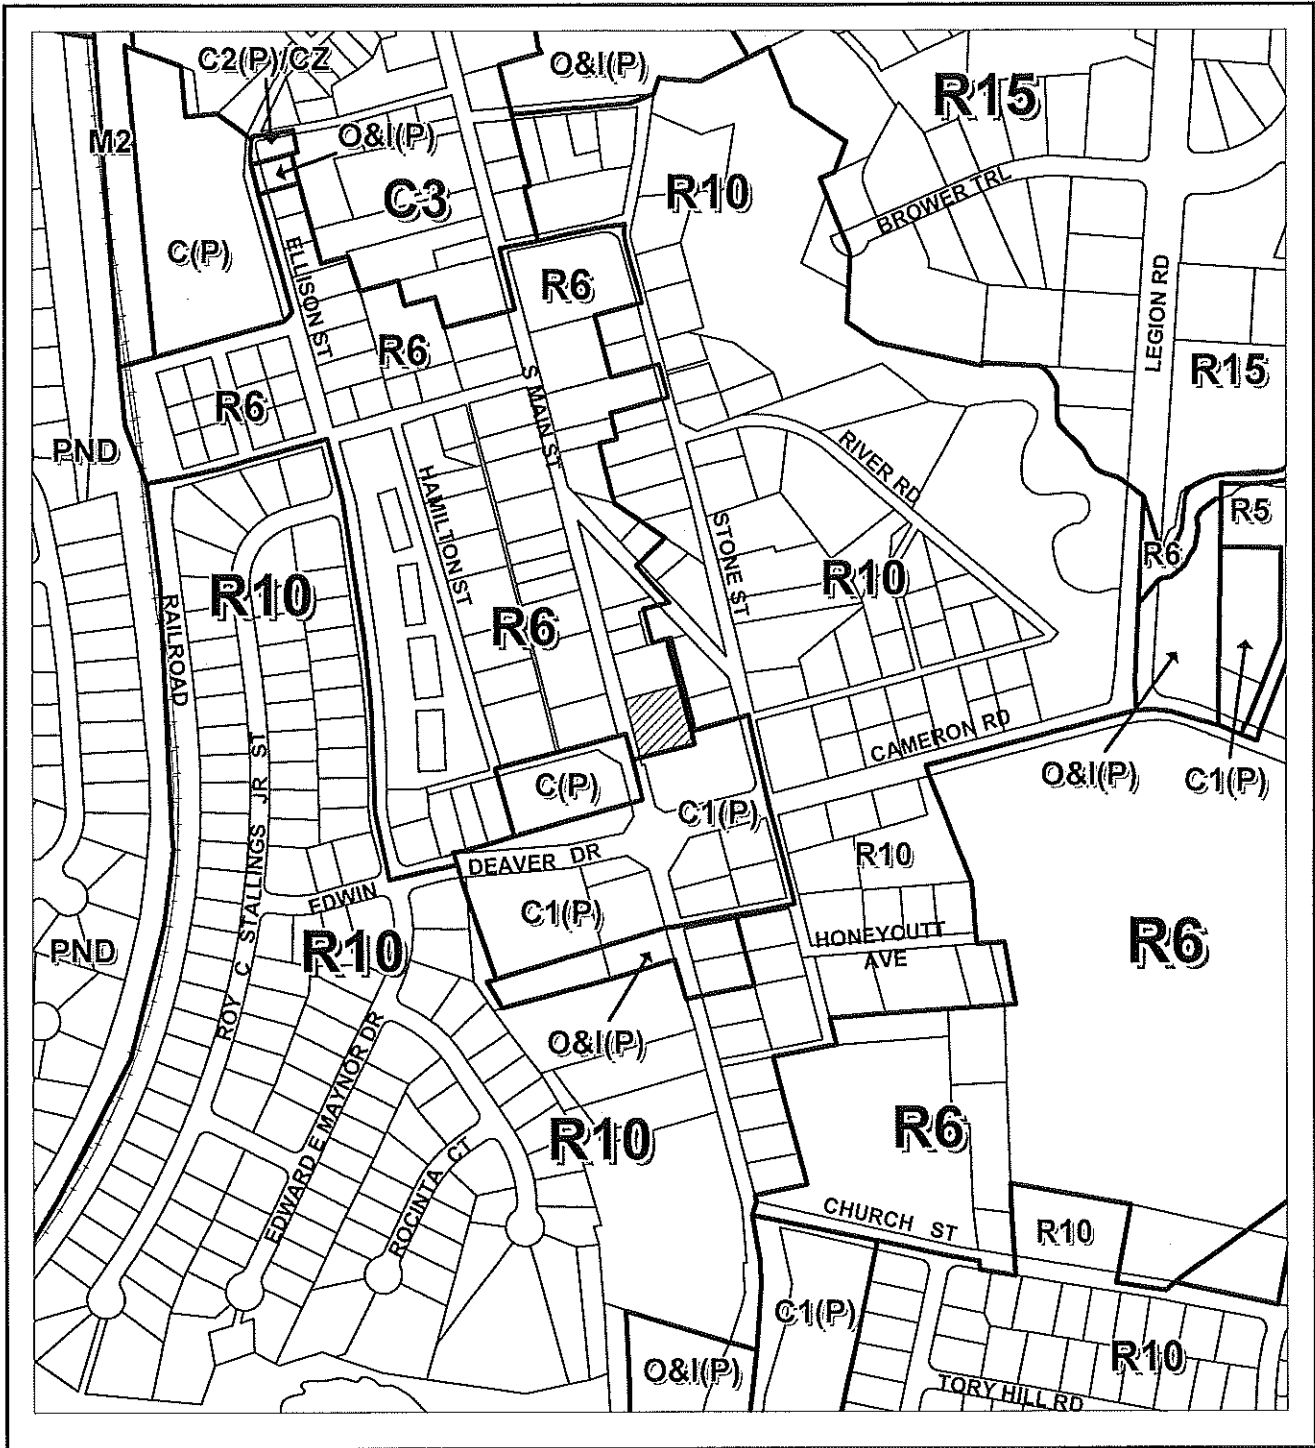 C2(P)/CZ
O&I(P)
R15
M2
O&I(P)
C3
R10
BROWER TRL
C(P)
ELLISON ST
R6
LEGION RD
R6
R15
R6
S MAIN ST
PND
RIVER RD
HAMILTON ST
R5
STONE ST
R6
R10
R10
RAILROAD
R6
CAMERON RD
O&I(P)
C1(P)
C(P)
C1(P)
ROY C STALLINGS JR ST
DEAVER DR
R10
EDWIN
C1(P)
PND
R10
HONEYCUTT
AVE
R6
O&I(P)
EDWARD E MAYNOR DR
R10
R6
ROCINTA CT
CHURCH ST
R10
C1(P)
R10
O&I(P)
TORY HILL RD